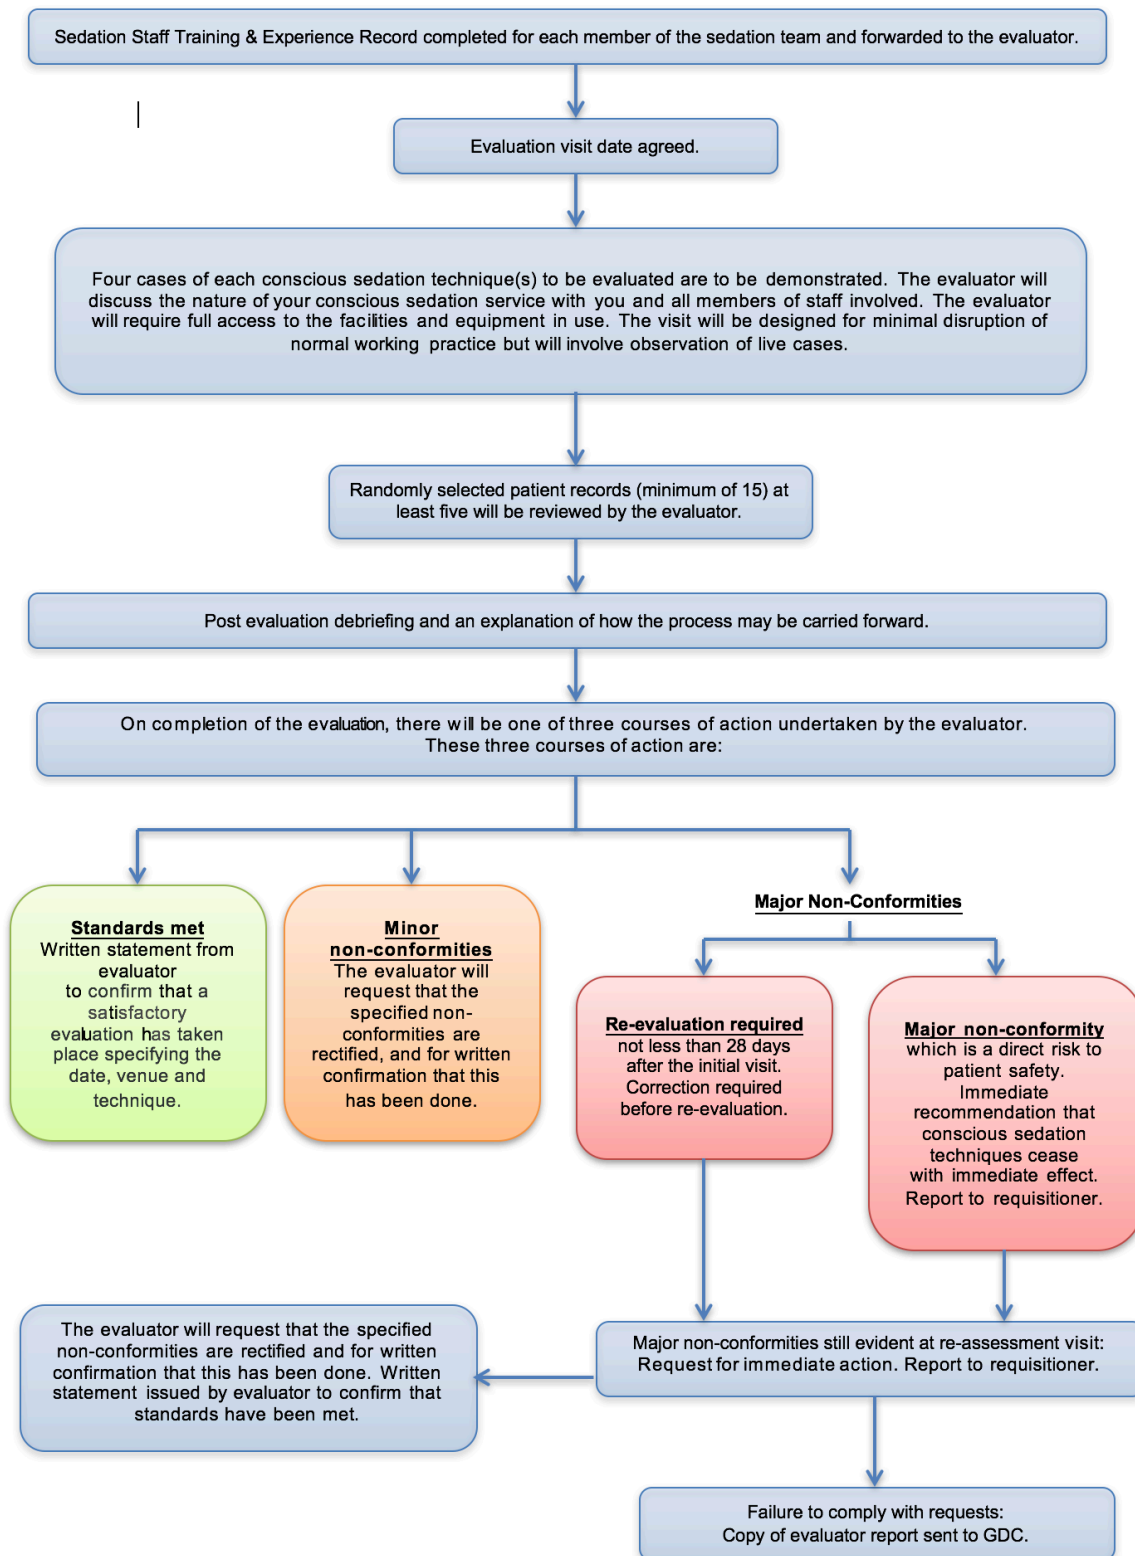 Sedation Staff Training & Experience Record completed for each member of the sedation team and forwarded to the evaluator.
Evaluation visit date agreed.
Four cases of each conscious sedation technique(s) to be evaluated are to be demonstrated. The evaluator will
discuss the nature of your conscious sedation service with you and all members of staff involved. The evaluator
will require full access to the facilities and equipment in use. The visit will be designed for minimal disruption of
normal working practice but will involve observation of live cases.
Randomly selected patient records (minimum of 15) at
least five will be reviewed by the evaluator.
Post evaluation debriefing and an explanation of how the process may be carried forward.
On completion of the evaluation, there will be one of three courses of action undertaken by the evaluator.
These three courses of action are:
Standards met
Written statement from
evaluator
to confirm that a
satisfactory
evaluation has taken
place specifying the
date, venue and
technique.
Minor
non-conformities
The evaluator will
request that the
specified non-
conformities are
rectified, and for written
confirmation that this
has been done.
Major Non-Conformities
Re-evaluation required
not less than 28 days
after the initial visit.
Correction required
before re-evaluation.
Major non-conformity
which is a direct risk to
patient safety.
Immediate
recommendation that
conscious sedation
techniques cease
with immediate effect.
Report to requisitioner.
The evaluator will request that the specified
non-conformities are rectified and for written
confirmation that this has been done. Written
statement issued by evaluator to confirm that
standards have been met.
Major non-conformities still evident at re-assessment visit:
Request for immediate action. Report to requisitioner.
Failure to comply with requests:
Copy of evaluator report sent to GDC.